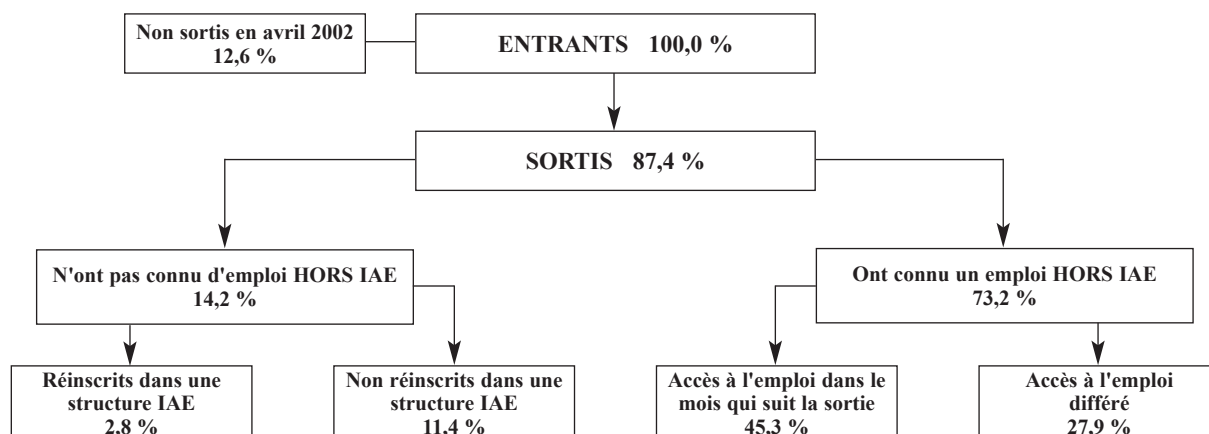 Non sortis en avril 2002
12,6 %
ENTRANTS 100,0 %
SORTIS 87,4 %
N'ont pas connu d'emploi HORS IAE
14,2 %
Ont connu un emploi HORS IAE
73,2 %
Réinscrits dans une
structure IAE
2,8 %
Non réinscrits dans une
structure IAE
11,4 %
Accès à l'emploi dans le
mois qui suit la sortie
45,3 %
Accès à l'emploi
différé
27,9 %